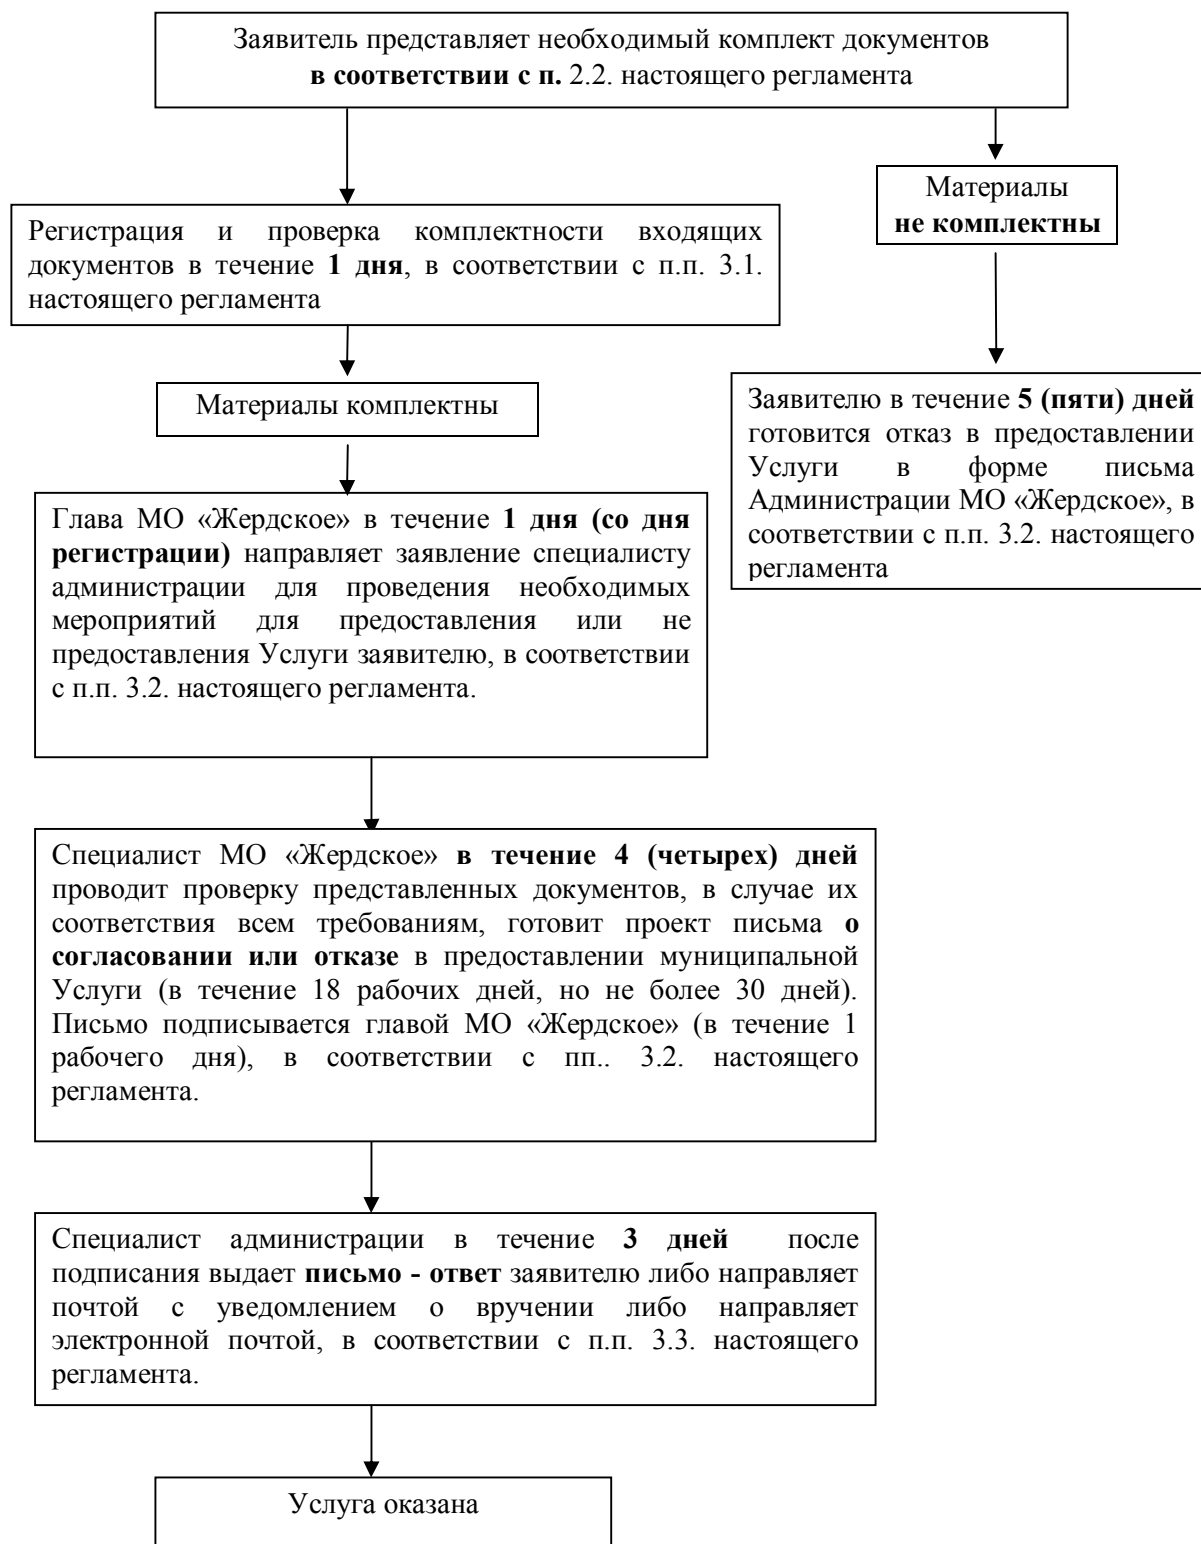 Заявитель представляет необходимый комплект документов
в соответствии с п. 2.2. настоящего регламента
Материалы
не комплектны
Регистрация и проверка комплектности входящих
документов в течение 1 дня, в соответствии с п.п. 3.1.
настоящего регламента
Материалы комплектны
Заявителю в течение 5 (пяти) дней
готовится отказ в предоставлении
Услуги в форме письма
Администрации МО «Жердское», в
соответствии с п.п. 3.2. настоящего
регламента
Глава МО «Жердское» в течение 1 дня (со дня
регистрации) направляет заявление специалисту
администрации для проведения необходимых
мероприятий для предоставления или не
предоставления Услуги заявителю, в соответствии
с п.п. 3.2. настоящего регламента.
Специалист МО «Жердское» в течение 4 (четырех) дней
проводит проверку представленных документов, в случае их
соответствия всем требованиям, готовит проект письма о
согласовании или отказе в предоставлении муниципальной
Услуги (в течение 18 рабочих дней, но не более 30 дней).
Письмо подписывается главой МО «Жердское» (в течение 1
рабочего дня), в соответствии с пп.. 3.2. настоящего
регламента.
Специалист администрации в течение 3 дней после
подписания выдает письмо - ответ заявителю либо направляет
почтой с уведомлением о вручении либо направляет
электронной почтой, в соответствии с п.п. 3.3. настоящего
регламента.
Услуга оказана